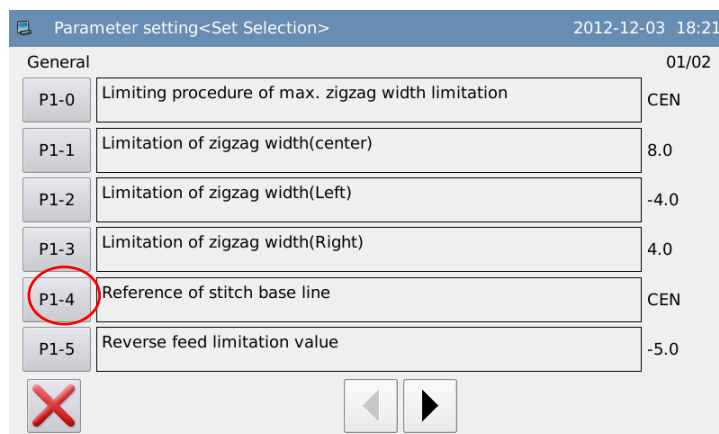 Parameter setting<Set Selection> 2012-12-03 18:21
General 01/02
P1-0 Limiting procedure of max. zigzag width limitation CEN
P1-1 Limitation of zigzag width(center) 8.0
P1-2 Limitation of zigzag width(Left) -4.0
P1-3 Limitation of zigzag width(Right) 4.0
P1-4 Reference of stitch base line CEN
P1-5 Reverse feed limitation value -5.0